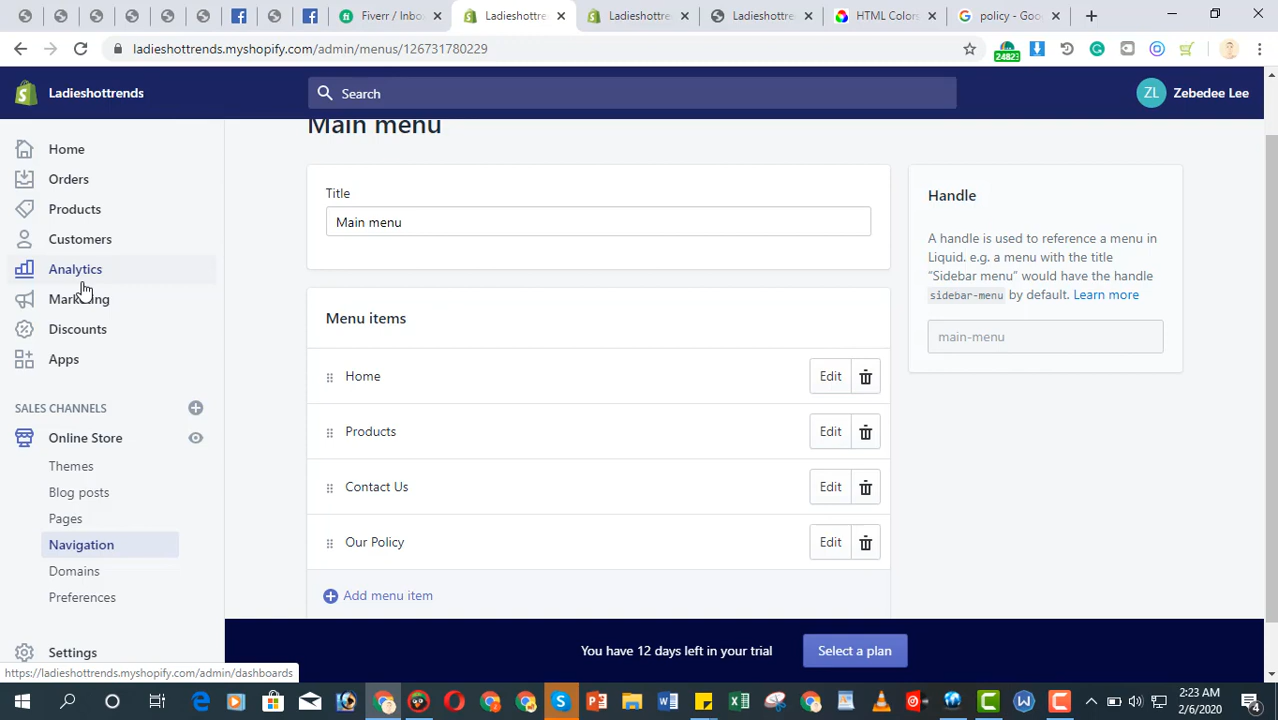 Fiverr / Inbo
Ladieshottre
Ladieshottre
Ladieshottre
HTML Color
policy - Goo
ladieshottrends.myshopify.com/admin/menus/126731780229
24823
Ladieshottrends
Search
ZL
Zebedee Lee
Home
Orders
Products
Customers
Analytics
Marketing
Discounts
Apps
SALES CHANNELS
Online Store
Themes
Blog posts
Pages
Navigation
Domains
Preferences
Settings
Main menu
Title
Main menu
Menu items
Home
Edit
Products
Edit
Contact Us
Edit
Our Policy
Edit
Add menu item
Handle
A handle is used to reference a menu in
Liquid. e.g. a menu with the title
“Sidebar menu” would have the handle
sidebar-menu by default. Learn more
main-menu
You have 12 days left in your trial
Select a plan
https://ladieshottrends.myshopify.com/admin/dashboards
2:23 AM
2/6/2020
4